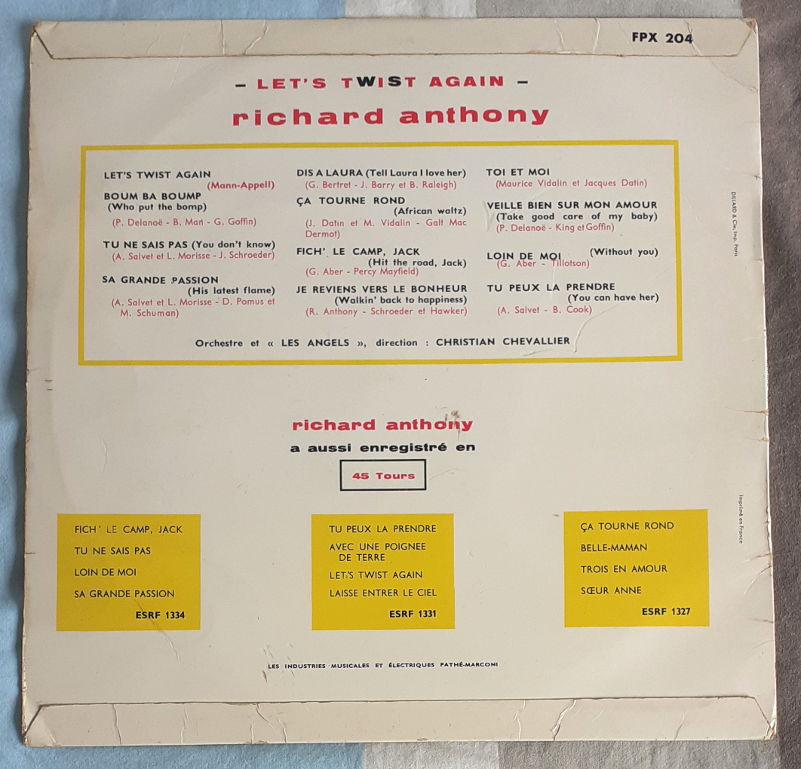 FPX 204
– LET'S TWIST AGAIN –
richard anthony
LET'S TWIST AGAIN
(Mann-Appell)
BOUM BA BOUMP
(Who put the bomp)
(P. Delanoë - B. Man - G. Goffin)
TU NE SAIS PAS (You don't know)
(A. Salvet et L. Morisse - J. Schroeder)
SA GRANDE PASSION
(His latest flame)
(A. Salvet et L. Morisse - D. Pomus et
M. Schuman)
DIS A LAURA (Tell Laura I love her)
(G. Bertret - J. Barry et B. Raleigh)
ÇA TOURNE ROND
(African waltz)
(J. Datin et M. Vidalin - Galt Mac
Dermot)
FICH' LE CAMP, JACK
(Hit the road, Jack)
(G. Aber - Percy Mayfield)
JE REVIENS VERS LE BONHEUR
(Walkin' back to happiness)
(R. Anthony - Schroeder et Hawker)
TOI ET MOI
(Maurice Vidalin et Jacques Datin)
VEILLE BIEN SUR MON AMOUR
(Take good care of my baby)
(P. Delanoë - King et Goffin)
LOIN DE MOI (Without you)
(G. Aber - Tillotson)
TU PEUX LA PRENDRE
(You can have her)
(A. Salvet - B. Cook)
Orchestre et « LES ANGELS », direction : CHRISTIAN CHEVALLIER
DILLARD & Cie, Imp. Paris
richard anthony
a aussi enregistré en
45 Tours
Imprimé en France
FICH' LE CAMP, JACK
TU NE SAIS PAS
LOIN DE MOI
SA GRANDE PASSION
ESRF 1334
TU PEUX LA PRENDRE
AVEC UNE POIGNEE
DE TERRE
LET'S TWIST AGAIN
LAISSE ENTRER LE CIEL
ESRF 1331
ÇA TOURNE ROND
BELLE-MAMAN
TROIS EN AMOUR
SŒUR ANNE
ESRF 1327
LES INDUSTRIES MUSICALES ET ÉLECTRIQUES PATHÉ-MARCONI